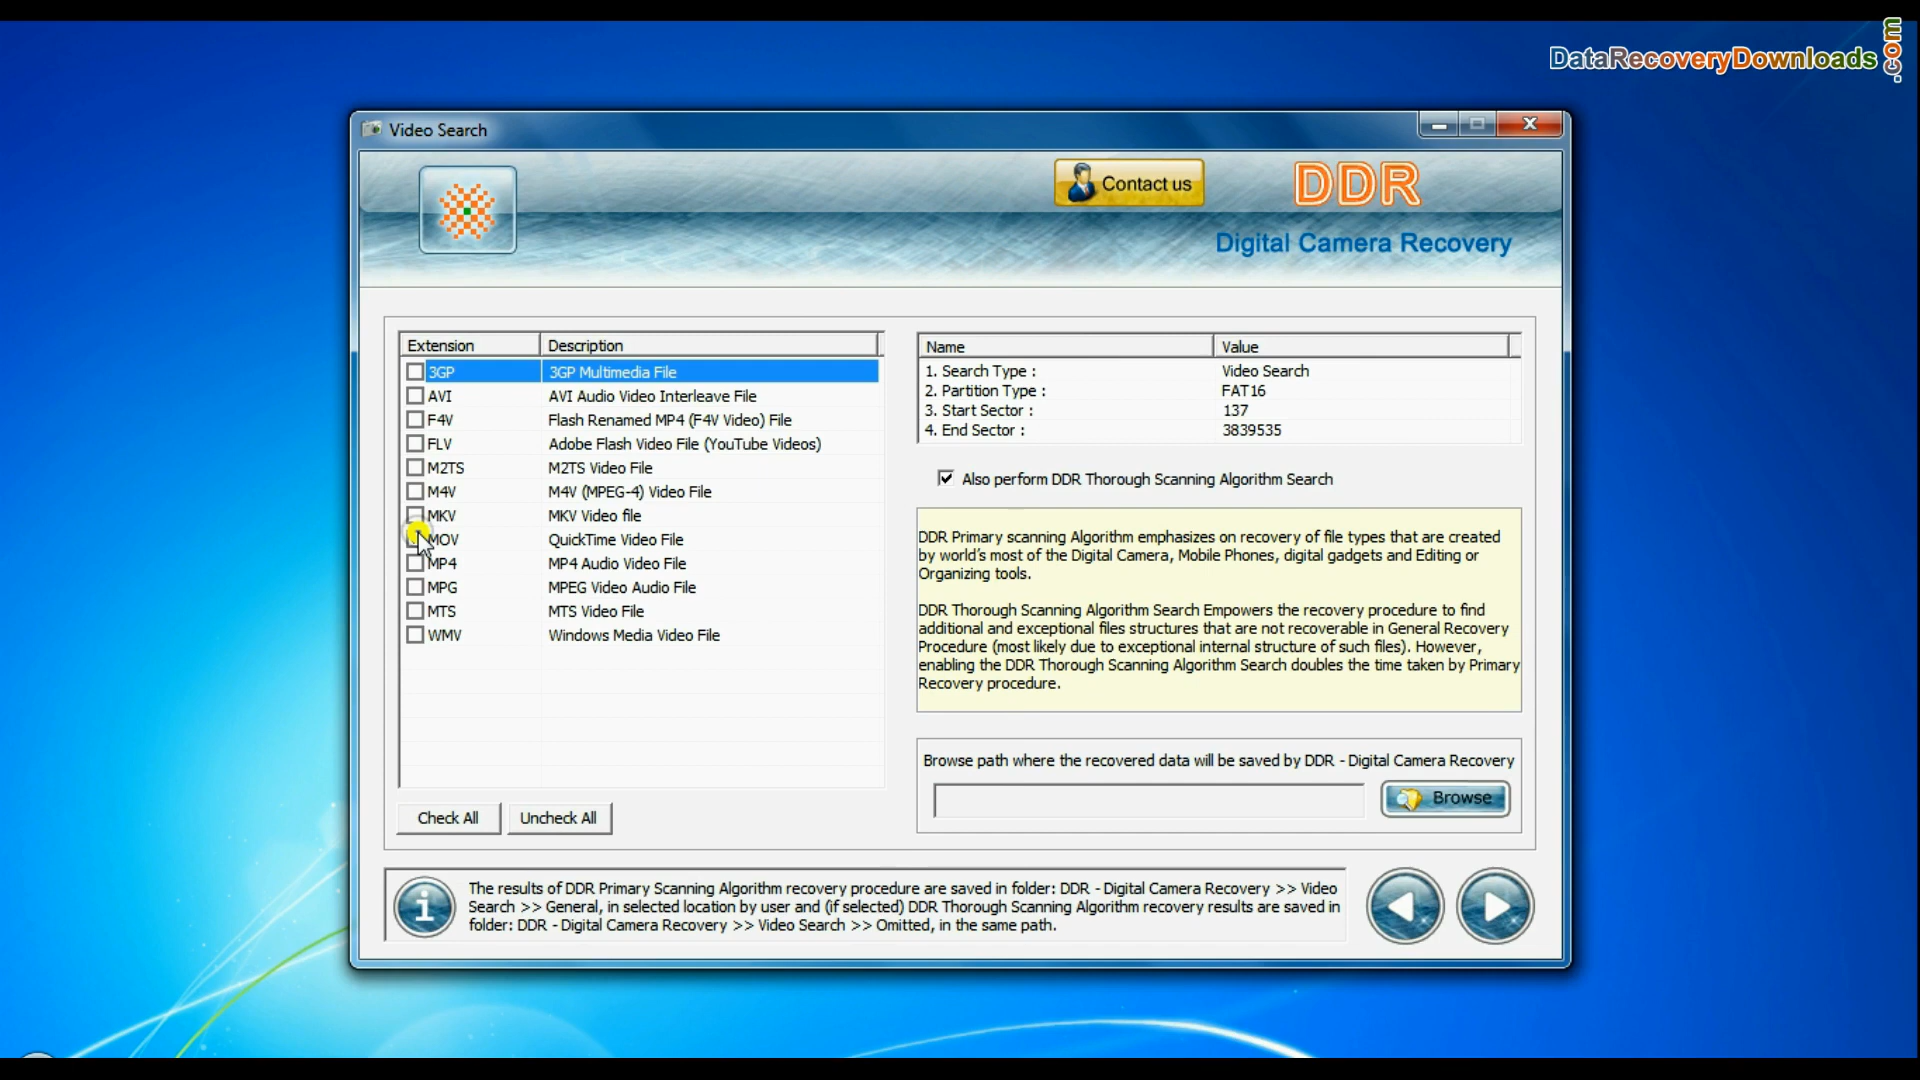 DataRecoveryDownloads.com
Video Search
Contact us
DDR
Digital Camera Recovery
Extension Description
3GP 3GP Multimedia File
AVI AVI Audio Video Interleave File
F4V Flash Renamed MP4 (F4V Video) File
FLV Adobe Flash Video File (YouTube Videos)
M2TS M2TS Video File
M4V M4V (MPEG-4) Video File
MKV MKV Video file
MOV QuickTime Video File
MP4 MP4 Audio Video File
MPG MPEG Video Audio File
MTS MTS Video File
WMV Windows Media Video File
Check All Uncheck All
Name Value
1. Search Type : Video Search
2. Partition Type : FAT16
3. Start Sector : 137
4. End Sector : 3839535
Also perform DDR Thorough Scanning Algorithm Search
DDR Primary scanning Algorithm emphasizes on recovery of file types that are created
by world's most of the Digital Camera, Mobile Phones, digital gadgets and Editing or
Organizing tools.
DDR Thorough Scanning Algorithm Search Empowers the recovery procedure to find
additional and exceptional files structures that are not recoverable in General Recovery
Procedure (most likely due to exceptional internal structure of such files). However,
enabling the DDR Thorough Scanning Algorithm Search doubles the time taken by Primary
Recovery procedure.
Browse path where the recovered data will be saved by DDR - Digital Camera Recovery
Browse
The results of DDR Primary Scanning Algorithm recovery procedure are saved in folder: DDR - Digital Camera Recovery >> Video
Search >> General, in selected location by user and (if selected) DDR Thorough Scanning Algorithm recovery results are saved in
folder: DDR - Digital Camera Recovery >> Video Search >> Omitted, in the same path.